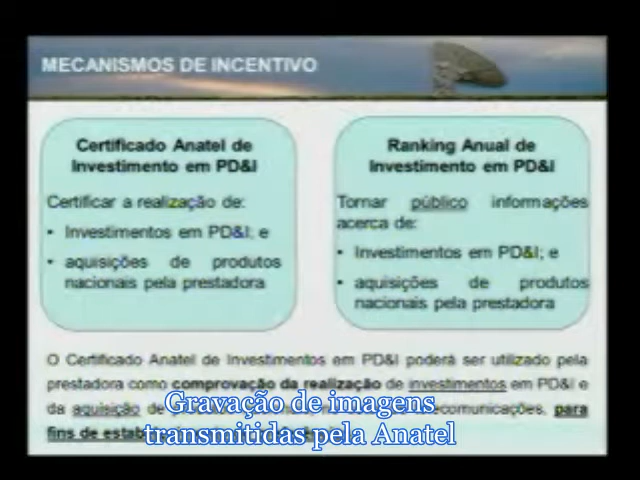 MECANISMOS DE INCENTIVO
Certificado Anatel de
Investimento em PD&I
Certificar a realização de:
• Investimentos em PD&I; e
• aquisições de produtos
nacionais pela prestadora
Ranking Anual de
Investimento em PD&I
Tornar público informações
acerca de:
• Investimentos em PD&I; e
• aquisições de produtos
nacionais pela prestadora
O Certificado Anatel de Investimentos em PD&I poderá ser utilizado pela
prestadora como comprovação da realização de investimentos em PD&I e
da aquisição de
para
fins de
Gravação de imagens
transmitidas pela Anatel